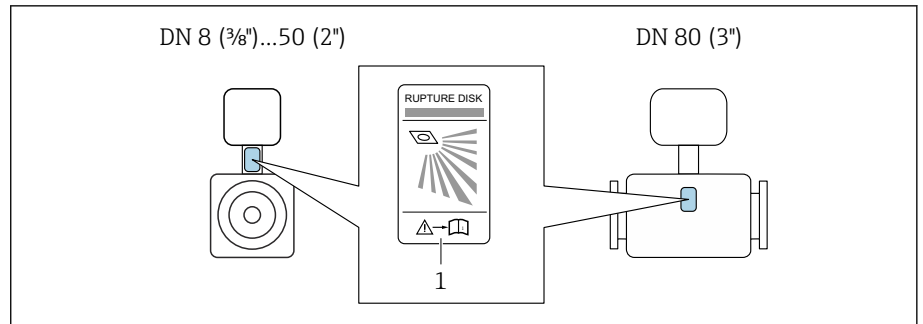 DN 8 (⅜")...50 (2")
DN 80 (3")
RUPTURE DISK
i
1